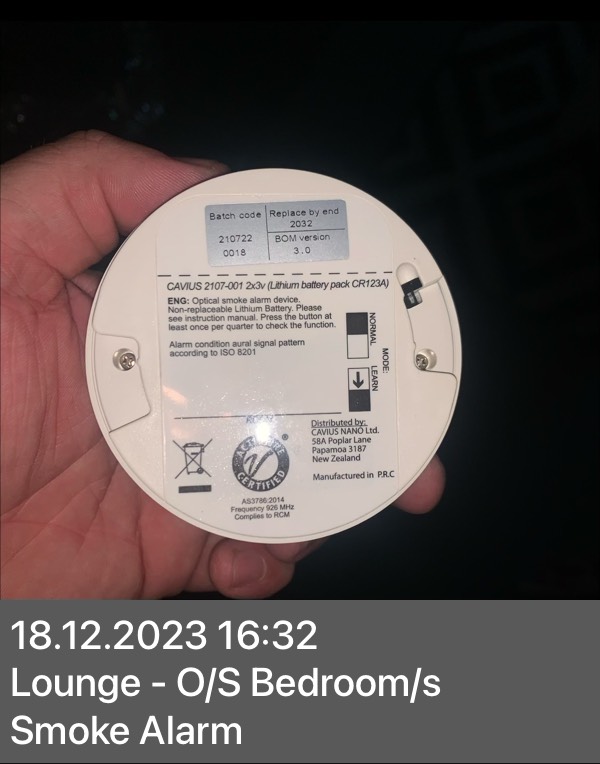 Batch code
210722
0018
Replace by end
2032
BOM version
3.0
CAVIUS 2107-001 2x3v (Lithium battery pack CR123A)
ENG: Optical smoke alarm device.
Non-replaceable Lithium Battery. Please
see instruction manual. Press the button at
least once per quarter to check the function.
Alarm condition aural signal pattern
according to ISO 8201
NORMAL
LEARN
MODE:
CERTIFIED
®
AS3786:2014
Frequency 926 MHz
Complies to RCM
Distributed by:
CAVIUS NANO Ltd.
58A Poplar Lane
Papamoa 3187
New Zealand
Manufactured in P.R.C
18.12.2023 16:32
Lounge - O/S Bedroom/s
Smoke Alarm